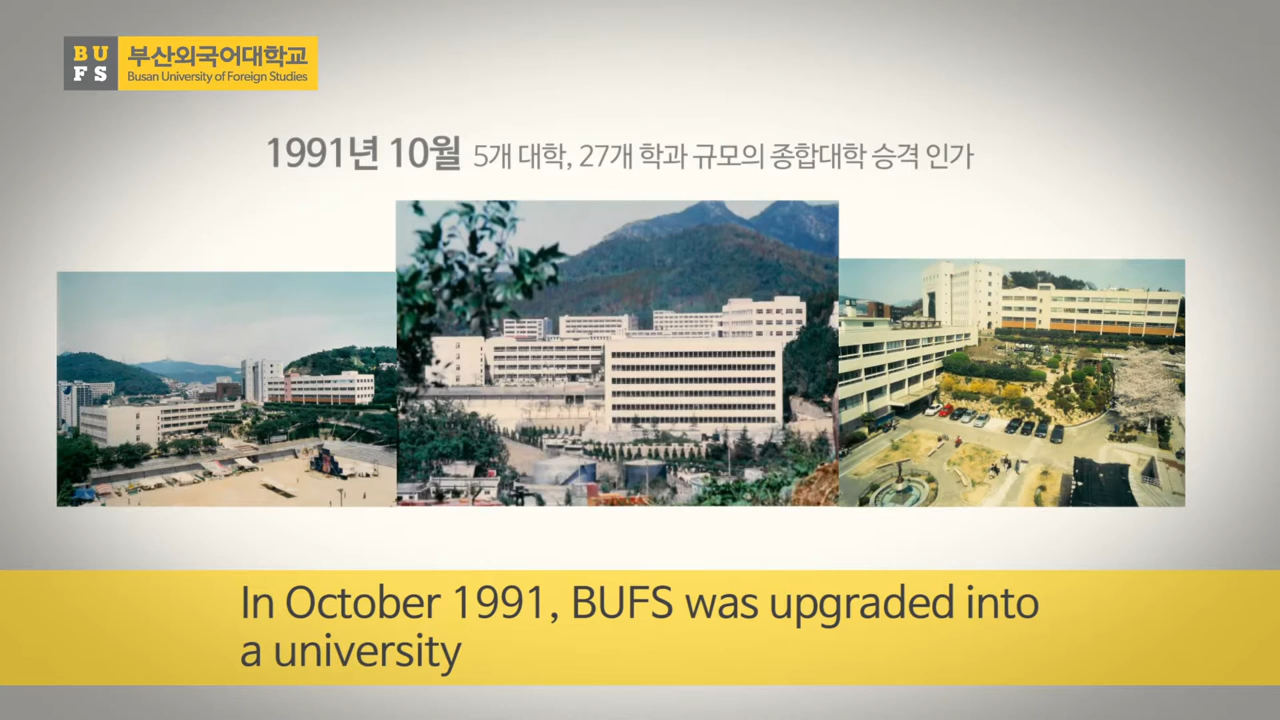 BU
FS
부산외국어대학교
Busan University of Foreign Studies
1991년 10월 5개 대학, 27개 학과 규모의 종합대학 승격 인가
In October 1991, BUFS was upgraded into
a university